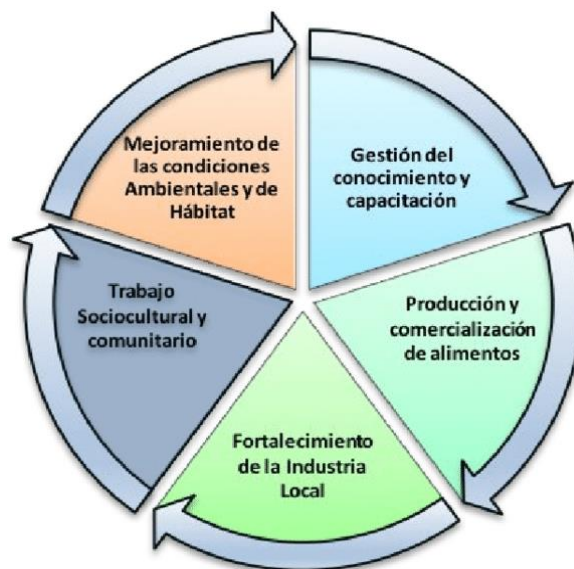 Mejoramiento de
las condiciones
Ambientales y de
Hábitat
Gestión del
conocimiento y
capacitación
Producción y
comercialización
de alimentos
Fortalecimiento
de la Industria
Local
Trabajo
Sociocultural y
comunitario